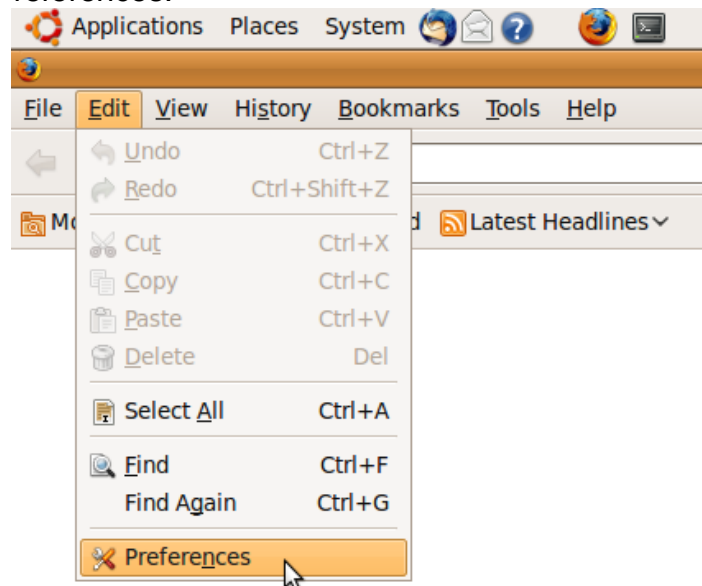 Applications Places System
File Edit View History Bookmarks Tools Help
Undo Ctrl+Z
Redo Ctrl+Shift+Z
Latest Headlines
Cut Ctrl+X
Copy Ctrl+C
Paste Ctrl+V
Delete Del
Select All Ctrl+A
Find Ctrl+F
Find Again Ctrl+G
Preferences